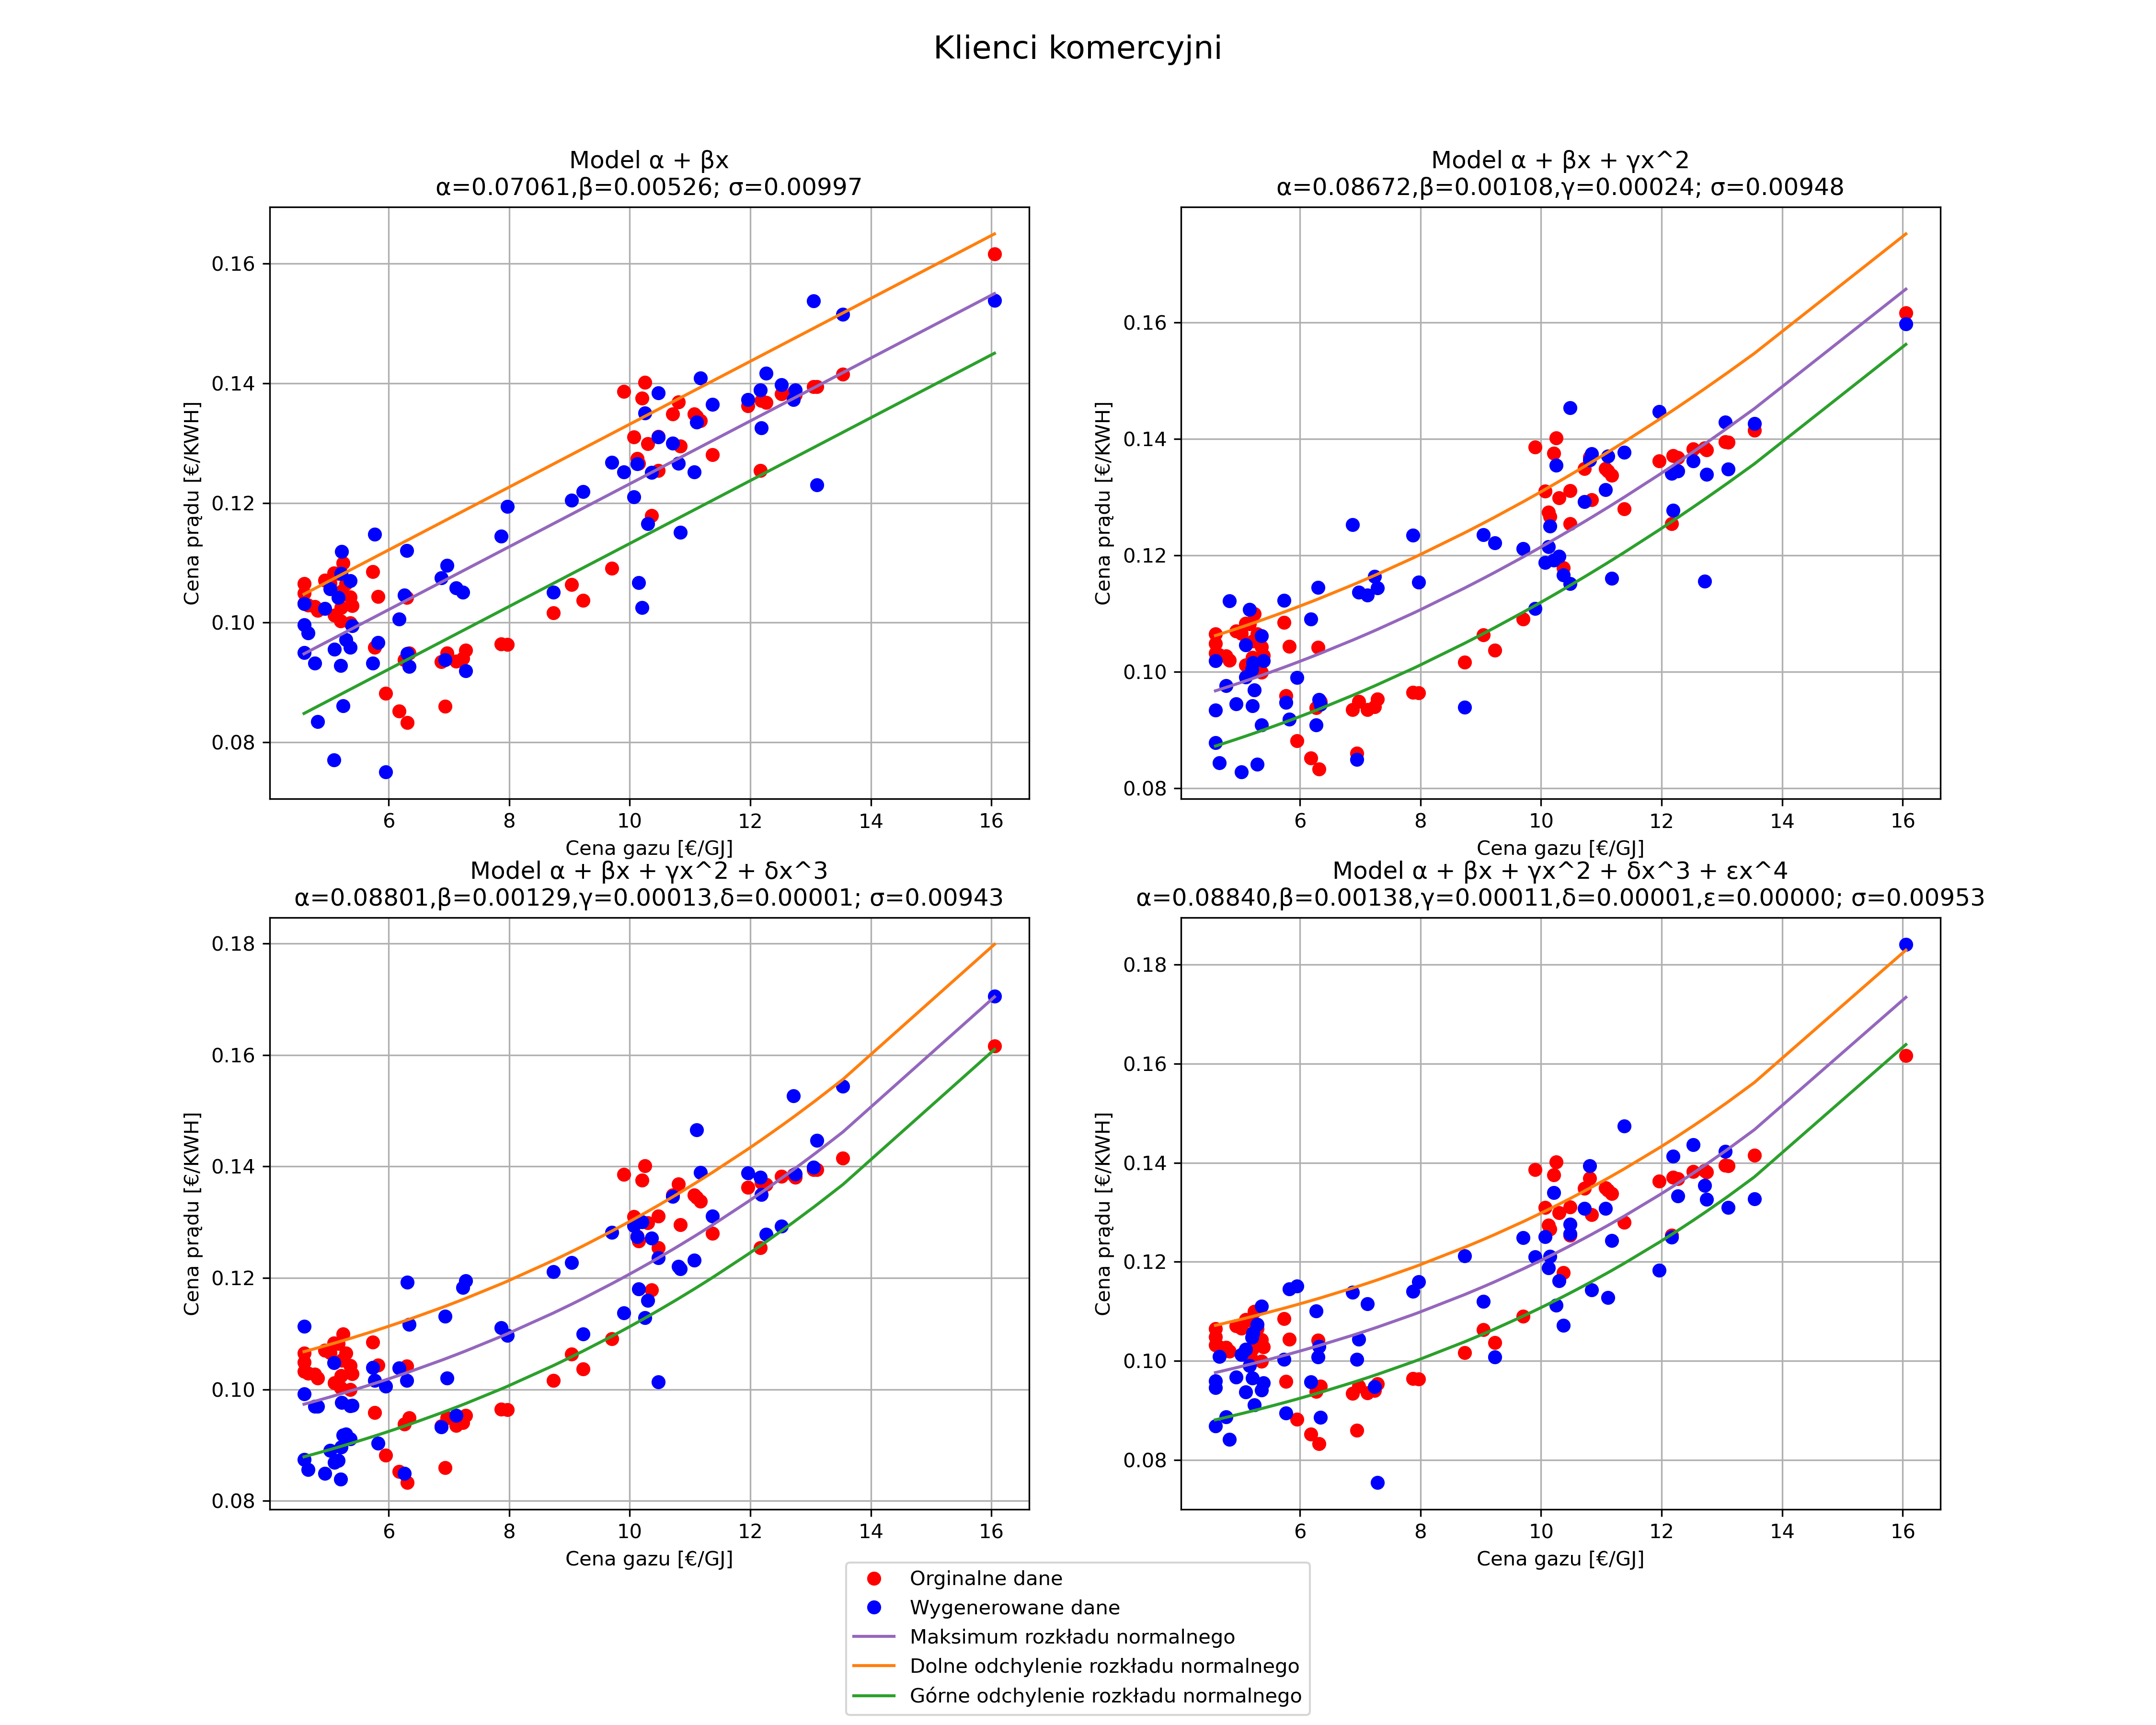 Klienci komercyjni
Model α + βx
α=0.07061,β=0.00526; σ=0.00997
0.16
0.14
0.12
0.10
0.08
Cena prądu [€/KWH]
6 8 10 12 14 16
Cena gazu [€/GJ]
Model α + βx + γx^2
α=0.08672,β=0.00108,γ=0.00024; σ=0.00948
0.16
0.14
0.12
0.10
0.08
Cena prądu [€/KWH]
6 8 10 12 14 16
Cena gazu [€/GJ]
Model α + βx + γx^2 + δx^3
α=0.08801,β=0.00129,γ=0.00013,δ=0.00001; σ=0.00943
0.18
0.16
0.14
0.12
0.10
0.08
Cena prądu [€/KWH]
6 8 10 12 14 16
Cena gazu [€/GJ]
Model α + βx + γx^2 + δx^3 + εx^4
α=0.08840,β=0.00138,γ=0.00011,δ=0.00001,ε=0.00000; σ=0.00953
0.18
0.16
0.14
0.12
0.10
0.08
Cena prądu [€/KWH]
6 8 10 12 14 16
Cena gazu [€/GJ]
Orginalne dane
Wygenerowane dane
Maksimum rozkładu normalnego
Dolne odchylenie rozkładu normalnego
Górne odchylenie rozkładu normalnego